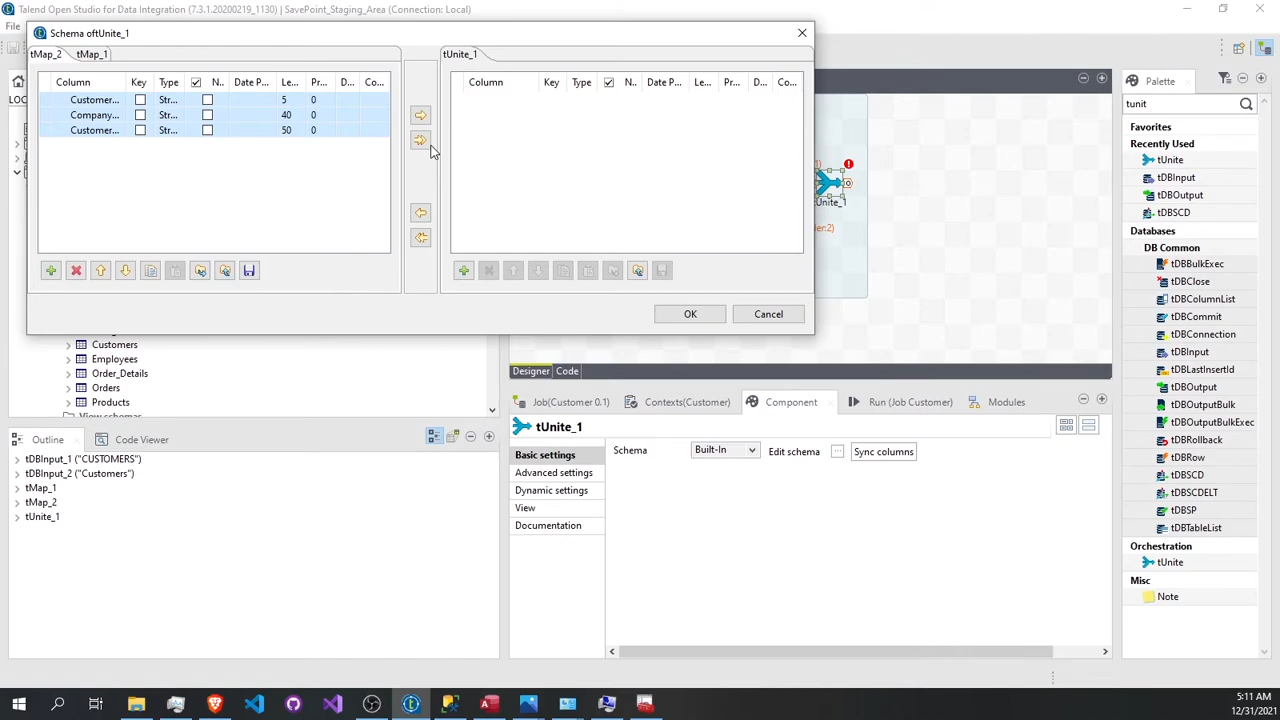 Talend Open Studio for Data Integration (7.3.1.20200219_1130) | SavePoint_Staging_Area (Connection: Local)
File
Schema oftUnite_1
tMap_2 tMap_1
Column Key Type N.. Date P... Le... Pr... D... Co...
Customer... Str... 5 0
Company... Str... 40 0
Customer... Str... 50 0
tUnite_1
Column Key Type N.. Date P... Le... Pr... D... Co...
OK Cancel
LOC
Customers
Employees
Order_Details
Orders
Products
View schemas
Designer Code
Outline Code Viewer
tDBInput_1 ("CUSTOMERS")
tDBInput_2 ("Customers")
tMap_1
tMap_2
tUnite_1
Job(Customer 0.1) Contexts(Customer) Component Run (Job Customer) Modules
tUnite_1
Basic settings
Advanced settings
Dynamic settings
View
Documentation
Schema Built-In Edit schema ... Sync columns
Palette
tunit
Favorites
Recently Used
tUnite
tDBInput
tDBOutput
tDBSCD
Databases
DB Common
tDBBulkExec
tDBClose
tDBColumnList
tDBCommit
tDBConnection
tDBInput
tDBLastInsertId
tDBOutput
tDBOutputBulk
tDBOutputBulkExec
tDBRollback
tDBRow
tDBSCD
tDBSCDELT
tDBSP
tDBTableList
Orchestration
tUnite
Misc
Note
5:11 AM
12/31/2021